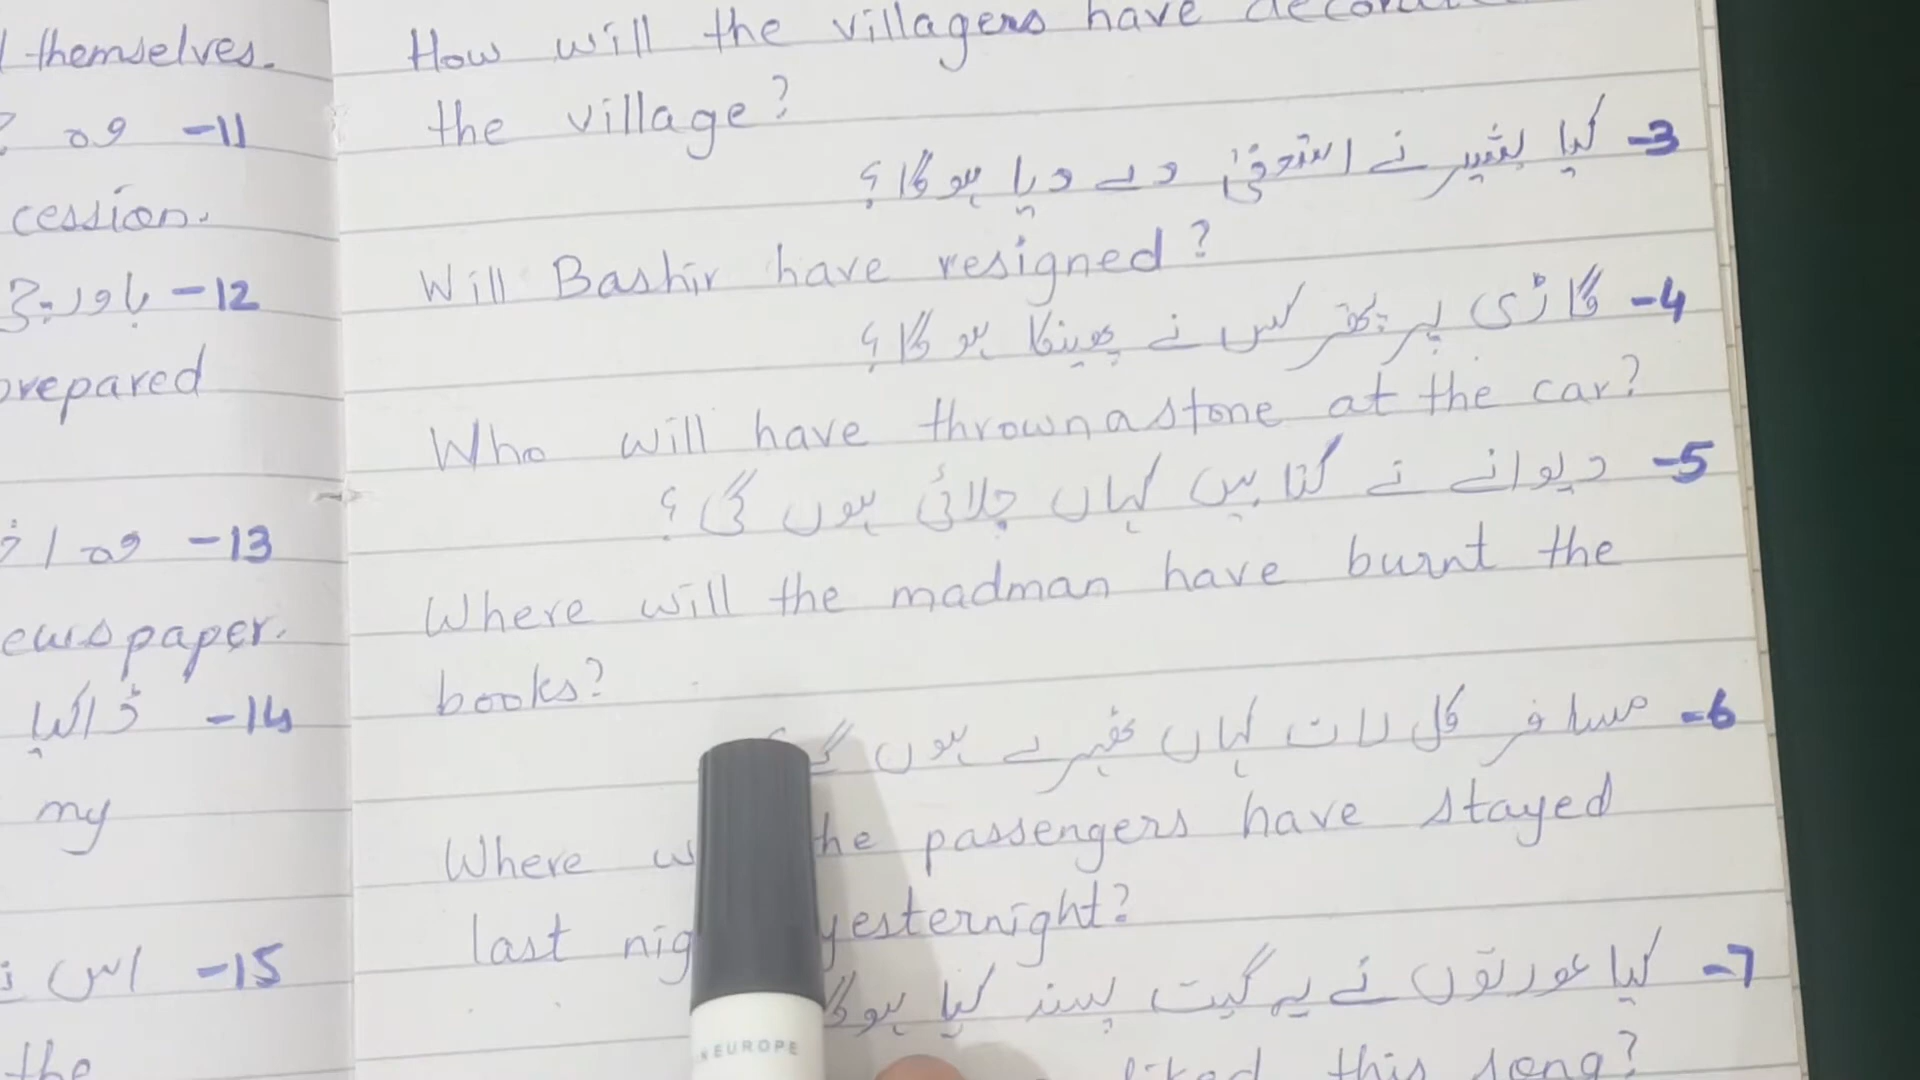 themselves.
وہ -11
cession.
-12
prepared
-13
ewspaper.
-14
my
اس -15
the
How will the villagers have
the village?
3- کیا بشیر نے استعفیٰ دے دیا ہو گا؟
Will Bashir have resigned?
4- گاڑی پر پتھر کس نے پھینکا ہو گا؟
Who will have thrown a stone at the car?
5- دیوانے نے کتابیں کہاں جلائی ہوں گی؟
Where will the madman have burnt the
books?
6- مسافر کل رات کہاں ٹھہرے ہوں گے
Where the passengers have stayed
last yesternight?
7- کیا عورتوں نے یہ گیت پسند کیا ہوگا
liked this song?
EUROPE